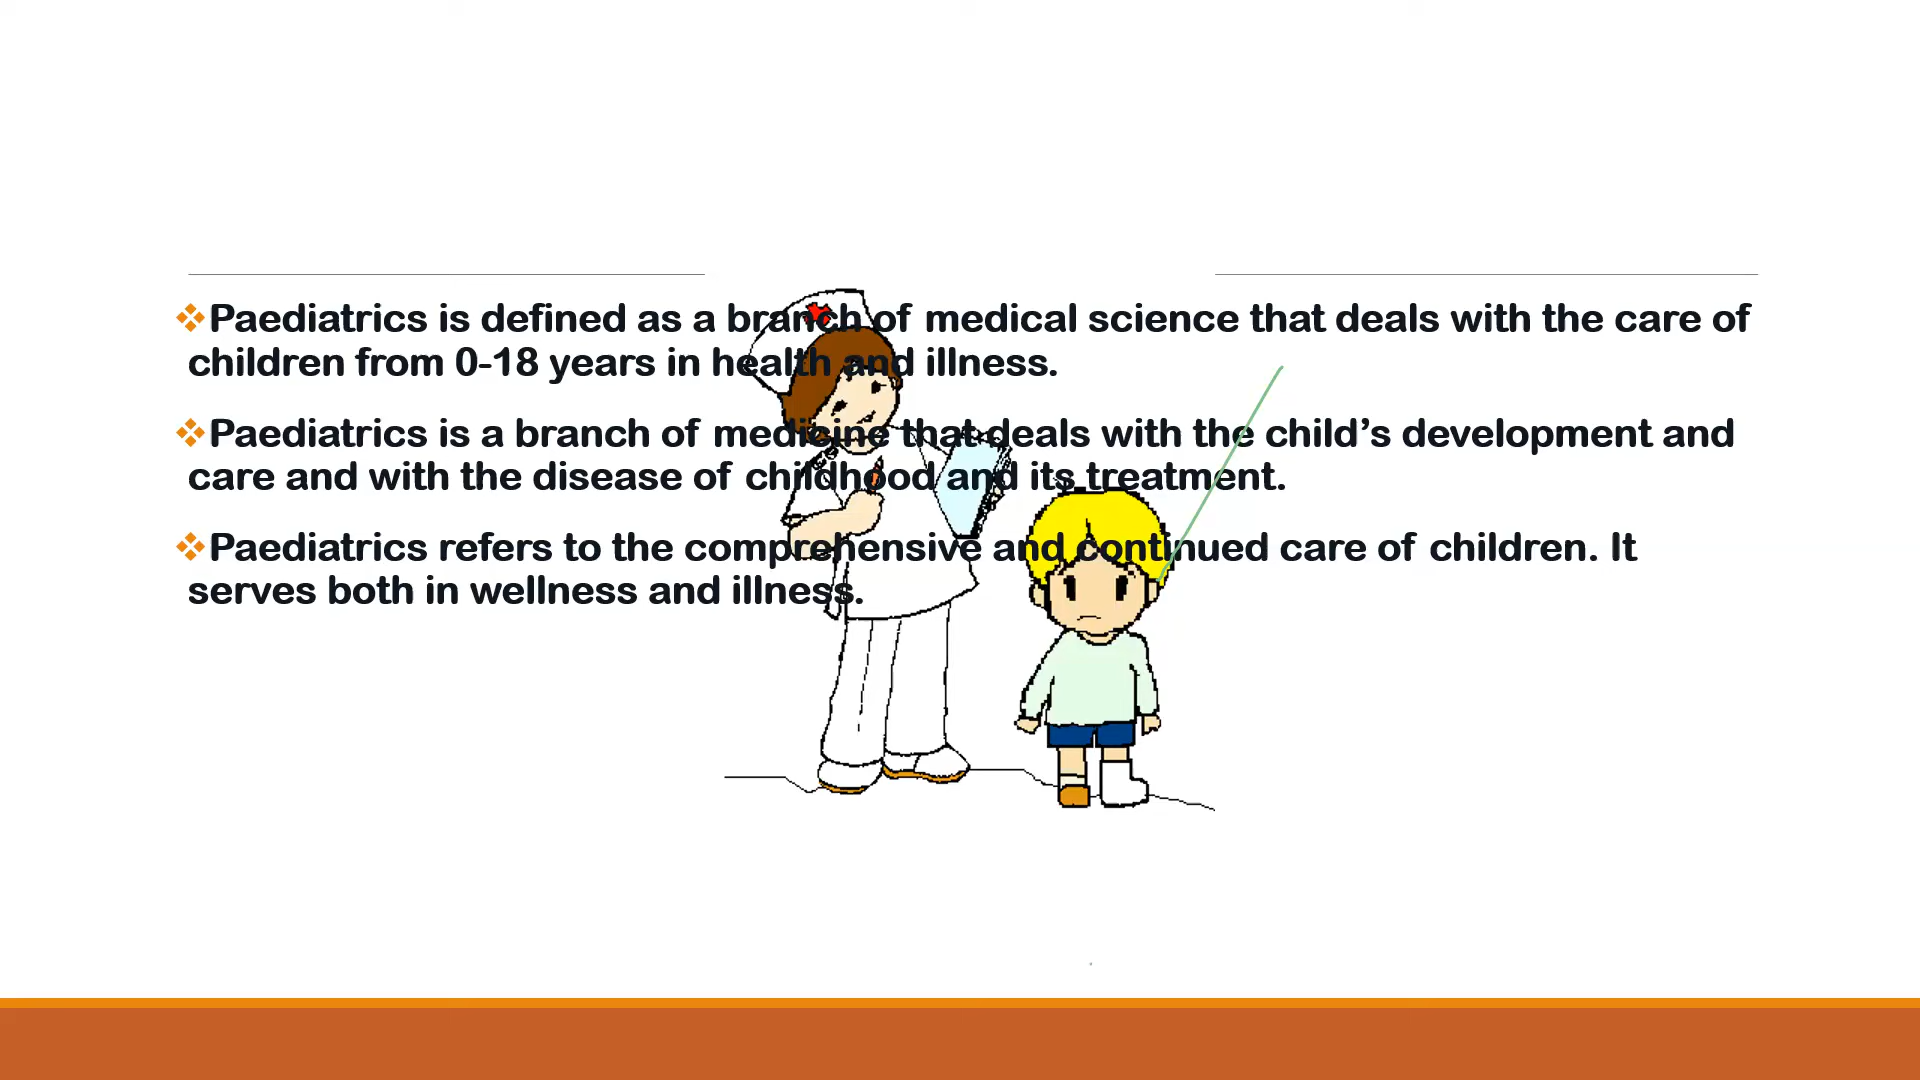 Paediatrics is defined as a branch of medical science that deals with the care of
children from 0-18 years in health and illness.
Paediatrics is a branch of medicine that deals with the child’s development and
care and with the disease of childhood and its treatment.
Paediatrics refers to the comprehensive and continued care of children. It
serves both in wellness and illness.